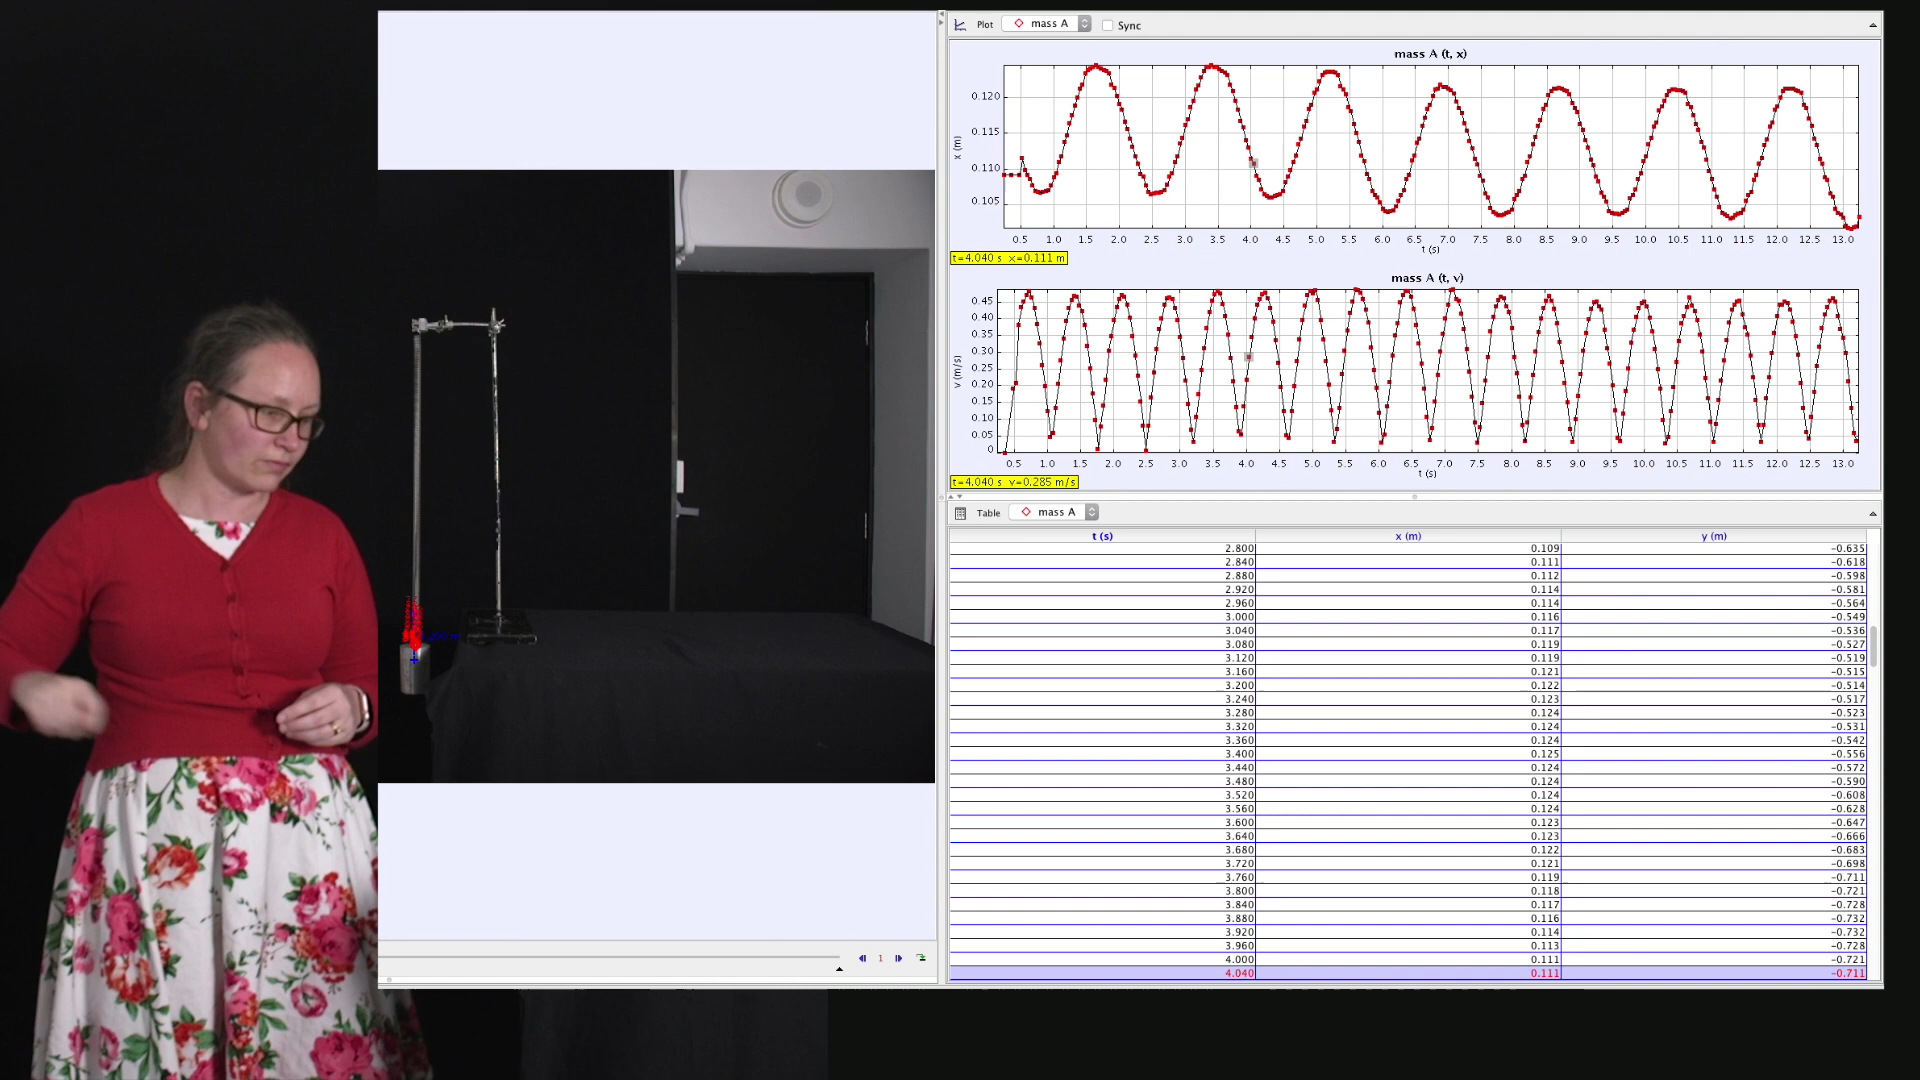 Plot mass A Sync
mass A (t, x)
x (m)
0.120
0.115
0.110
0.105
0.5 1.0 1.5 2.0 2.5 3.0 3.5 4.0 4.5 5.0 5.5 6.0 6.5 7.0 7.5 8.0 8.5 9.0 9.5 10.0 10.5 11.0 11.5 12.0 12.5 13.0
t (s)
t=4.040 s x=0.111 m
mass A (t, v)
v (m/s)
0.45
0.40
0.35
0.30
0.25
0.20
0.15
0.10
0.05
0
0.5 1.0 1.5 2.0 2.5 3.0 3.5 4.0 4.5 5.0 5.5 6.0 6.5 7.0 7.5 8.0 8.5 9.0 9.5 10.0 10.5 11.0 11.5 12.0 12.5 13.0
t (s)
t=4.040 s v=0.285 m/s
Table mass A
t (s) x (m) y (m)
2.800 0.109 -0.635
2.840 0.111 -0.618
2.880 0.112 -0.598
2.920 0.114 -0.581
2.960 0.114 -0.564
3.000 0.116 -0.549
3.040 0.117 -0.536
3.080 0.119 -0.527
3.120 0.119 -0.519
3.160 0.121 -0.515
3.200 0.122 -0.514
3.240 0.123 -0.517
3.280 0.124 -0.523
3.320 0.124 -0.531
3.360 0.124 -0.542
3.400 0.125 -0.556
3.440 0.124 -0.572
3.480 0.124 -0.590
3.520 0.124 -0.608
3.560 0.124 -0.628
3.600 0.123 -0.647
3.640 0.123 -0.666
3.680 0.122 -0.683
3.720 0.121 -0.698
3.760 0.119 -0.711
3.800 0.118 -0.721
3.840 0.117 -0.728
3.880 0.116 -0.732
3.920 0.114 -0.732
3.960 0.113 -0.728
4.000 0.111 -0.721
4.040 0.111 -0.711
1